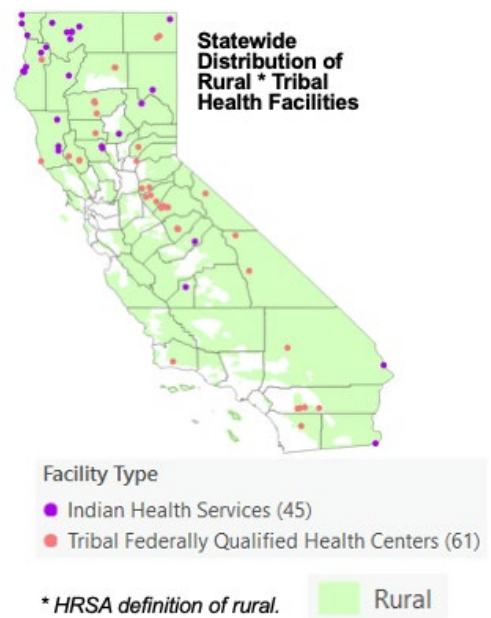 Statewide
Distribution of
Rural * Tribal
Health Facilities
Facility Type
Indian Health Services (45)
Tribal Federally Qualified Health Centers (61)
* HRSA definition of rural.
Rural